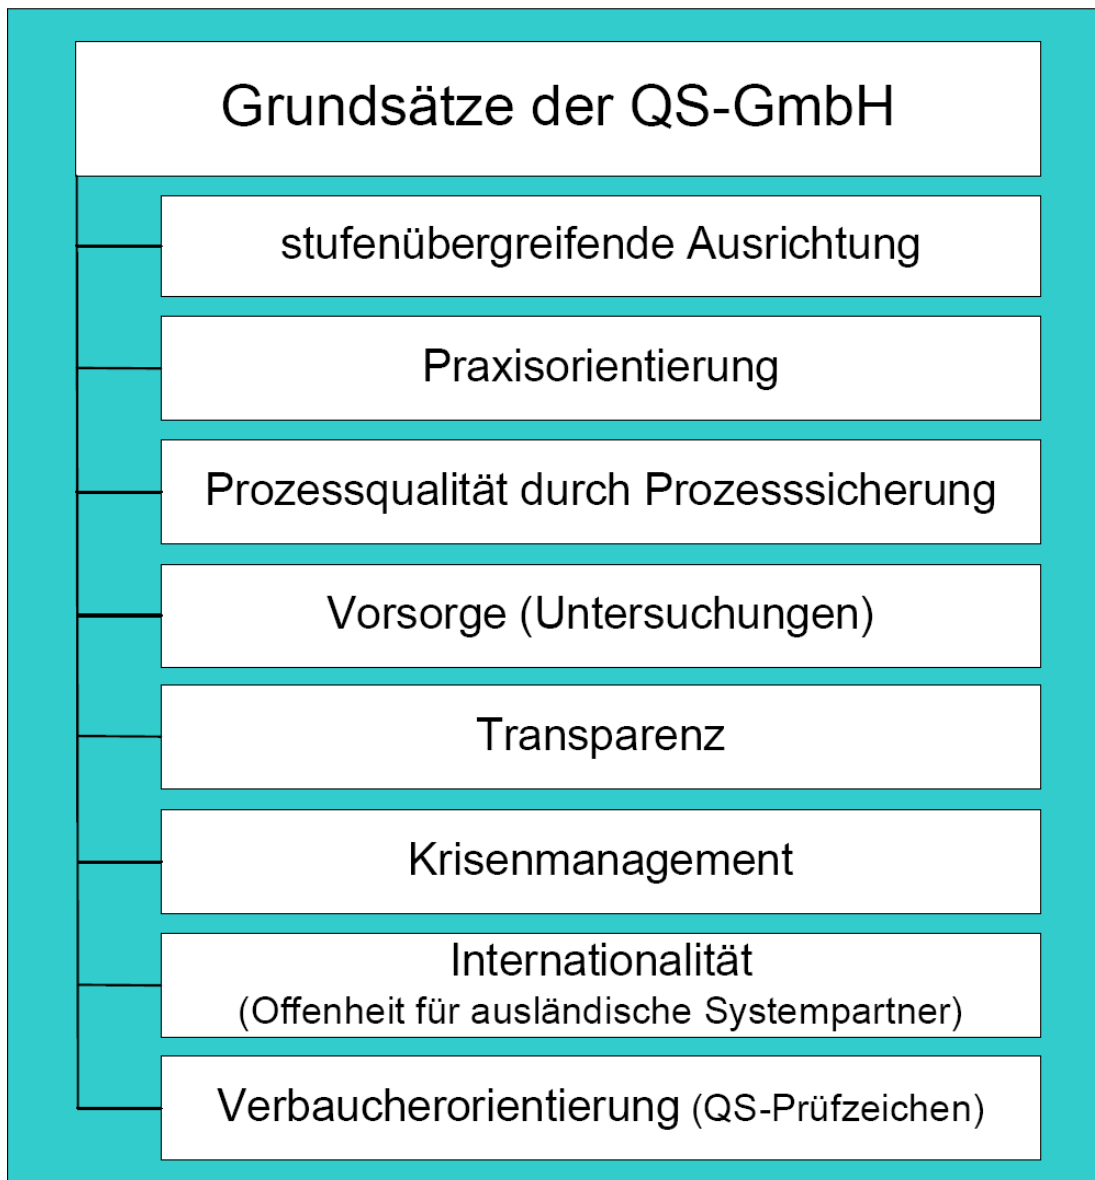 Grundsätze der QS-GmbH
stufenübergreifende Ausrichtung
Praxisorientierung
Prozessqualität durch Prozesssicherung
Vorsorge (Untersuchungen)
Transparenz
Krisenmanagement
Internationalität
(Offenheit für ausländische Systempartner)
Verbaucherorientierung (QS-Prüfzeichen)